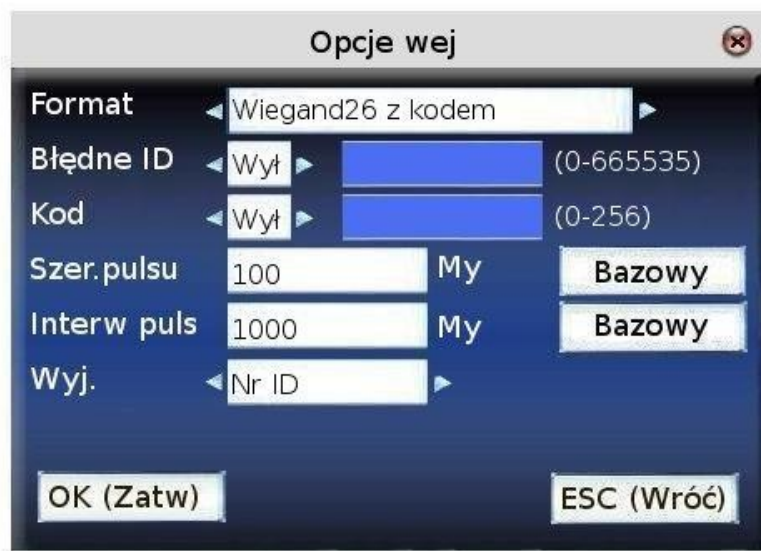 Opcje wej
Format Wiegand26 z kodem
Błędne ID Wył (0-665535)
Kod Wył (0-256)
Szer.pulsu 100 My Bazowy
Interw puls 1000 My Bazowy
Wyj. Nr ID
OK (Zatw) ESC (Wróć)